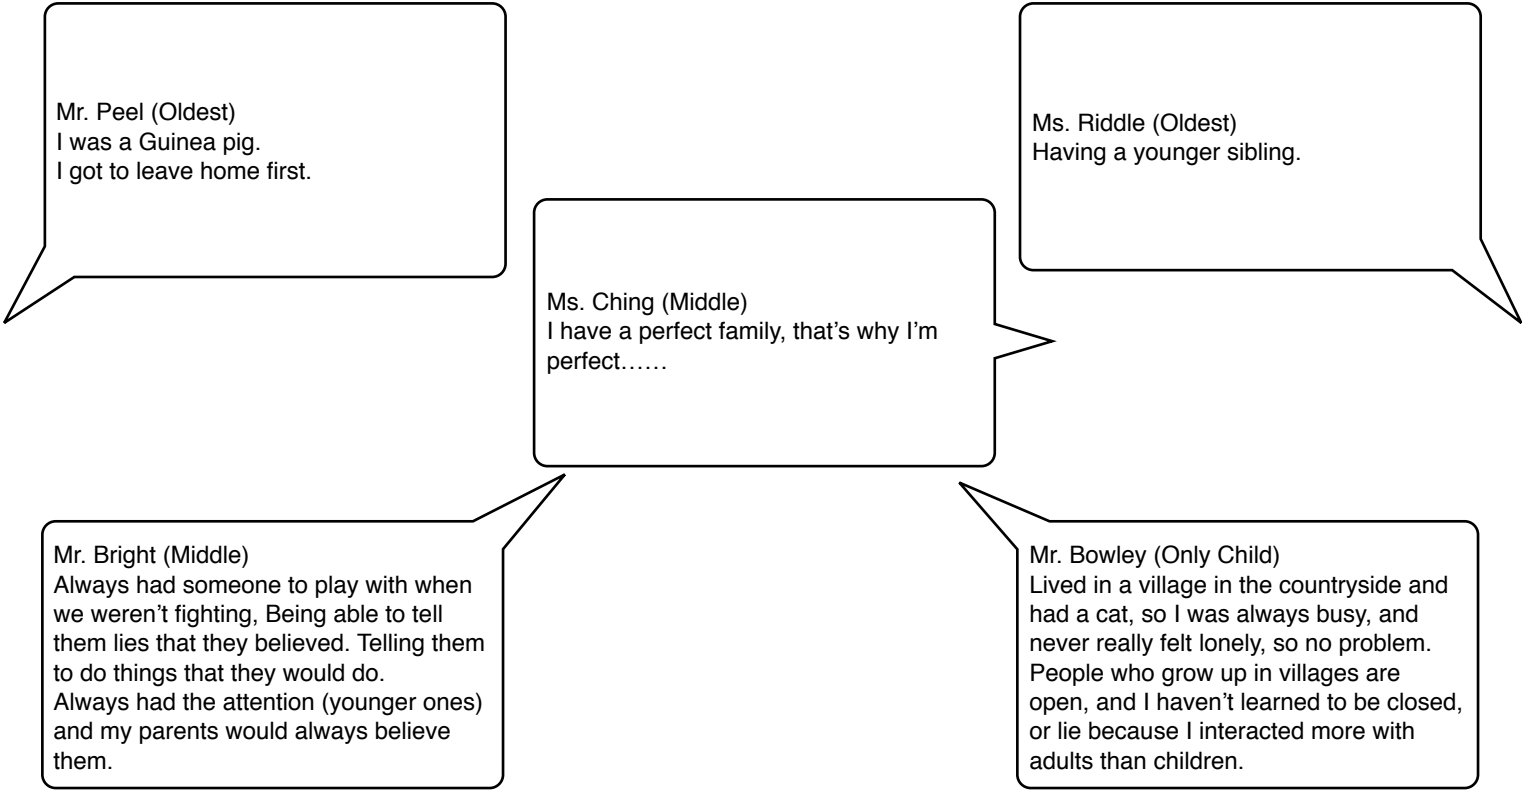 Mr. Peel (Oldest)
I was a Guinea pig.
I got to leave home first.
Ms. Riddle (Oldest)
Having a younger sibling.
Ms. Ching (Middle)
I have a perfect family, that’s why I’m
perfect……
Mr. Bright (Middle)
Always had someone to play with when
we weren’t fighting, Being able to tell
them lies that they believed. Telling them
to do things that they would do.
Always had the attention (younger ones)
and my parents would always believe
them.
Mr. Bowley (Only Child)
Lived in a village in the countryside and
had a cat, so I was always busy, and
never really felt lonely, so no problem.
People who grow up in villages are
open, and I haven’t learned to be closed,
or lie because I interacted more with
adults than children.